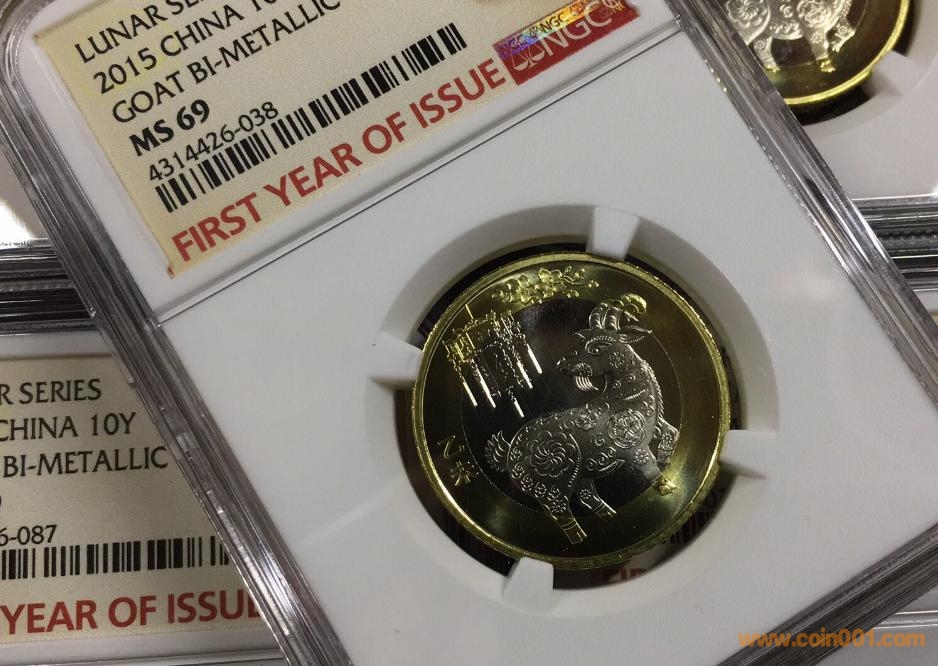 LUNAR SE
2015 CHINA 10
GOAT BI-METALLIC
MS 69
4314426-038
NGC
FIRST YEAR OF ISSUE
乙未
R SERIES
CHINA 10Y
BI-METALLIC
6-087
YEAR OF ISSUE
www.coin001.com